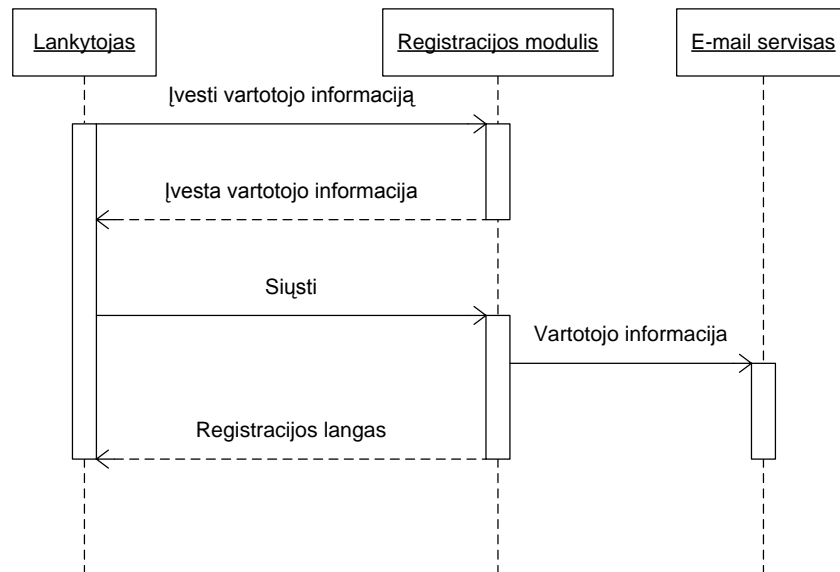 Lankytojas
Registracijos modulis
E-mail servisas
Įvesti vartotojo informaciją
Įvesta vartotojo informacija
Siųsti
Vartotojo informacija
Registracijos langas